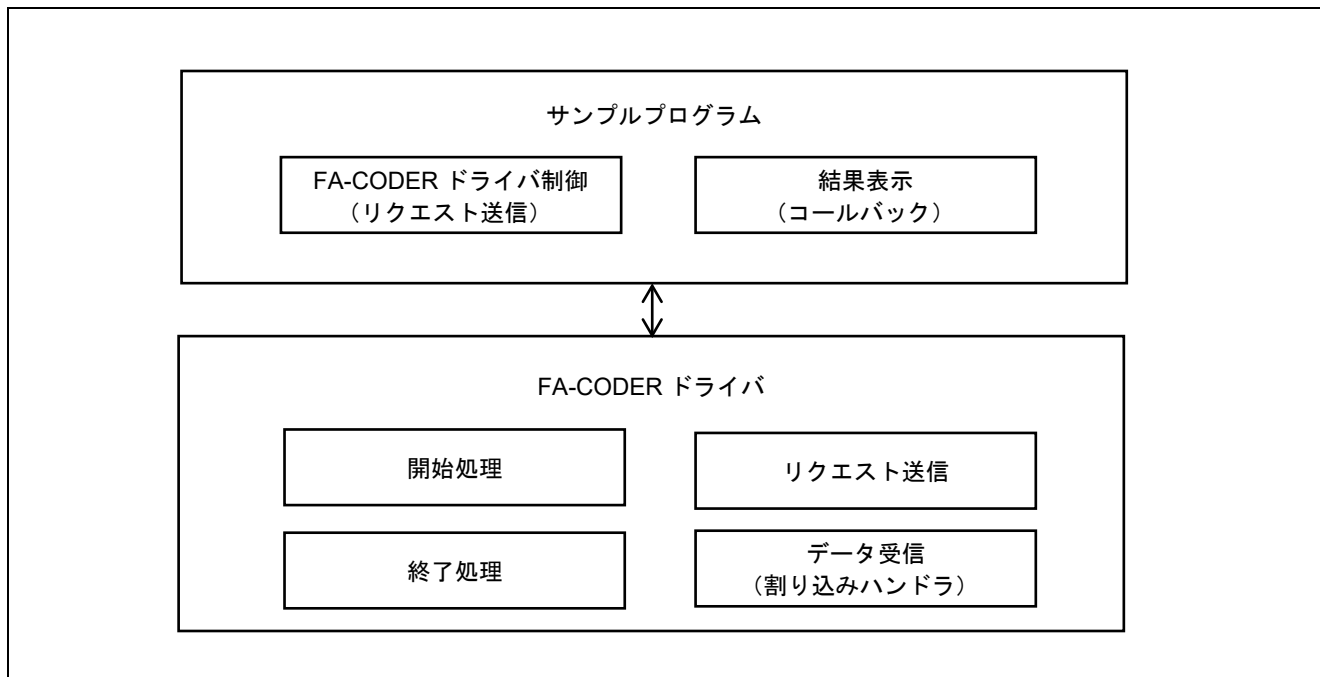 サンプルプログラム
FA-CODER ドライバ制御
（リクエスト送信）
結果表示
（コールバック）
FA-CODER ドライバ
開始処理
リクエスト送信
終了処理
データ受信
（割り込みハンドラ）